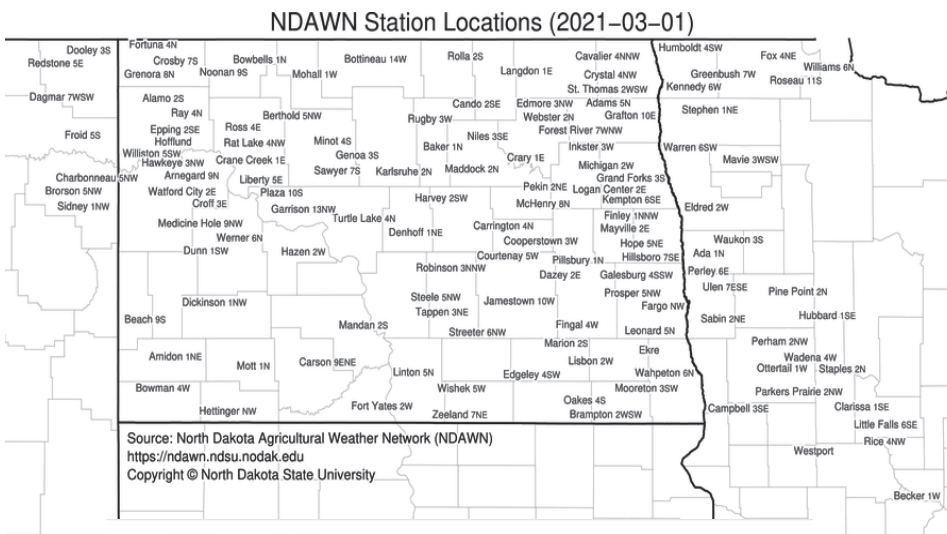 NDAWN Station Locations (2021−03−01)
Dooley 3S
Fortuna 4N
Humboldt 4SW
Redstone 5E
Crosby 7S
Bowbells 1N
Bottineau 14W
Rolla 2S
Cavalier 4NNW
Fox 4NE
Williams 6N
Grenora 8N
Noonan 9S
Mohall 1W
Langdon 1E
Crystal 4NW
Greenbush 7W
Roseau 11S
St. Thomas 2WSW
Kennedy 6W
Dagmar 7WSW
Alamo 2S
Cando 2SE
Edmore 3NW
Adams 5N
Stephen 1NE
Ray 4N
Berthold 5NW
Rugby 3W
Webster 2N
Grafton 10E
Froid 5S
Epping 2SE
Ross 4E
Niles 3SE
Forest River 7WNW
Hofflund
Rat Lake 4NW
Minot 4S
Baker 1N
Inkster 3W
Warren 6SW
Williston 5SW
Genoa 3S
Crary 1E
Mavie 3WSW
Hawkeye 3NW
Crane Creek 1E
Michigan 2W
Charbonneau 5NW
Arnegard 9N
Liberty 5E
Sawyer 7S
Karlsruhe 2N
Maddock 2N
Grand Forks 3S
Brorson 5NW
Watford City 2E
Plaza 10S
Pekin 2NE
Logan Center 2E
Sidney 1NW
Croff 3E
Garrison 13NW
Harvey 2SW
McHenry 8N
Kempton 6SE
Eldred 2W
Medicine Hole 9NW
Turtle Lake 4N
Carrington 4N
Finley 1NNW
Mayville 2E
Werner 6N
Denhoff 1NE
Cooperstown 3W
Hope 5NE
Waukon 3S
Dunn 1SW
Hazen 2W
Courtenay 5W
Pillsbury 1N
Hillsboro 7SE
Ada 1N
Robinson 3NNW
Dazey 2E
Galesburg 4SSW
Perley 6E
Ulen 7ESE
Pine Point 2N
Dickinson 1NW
Steele 5NW
Jamestown 10W
Prosper 5NW
Fargo NW
Beach 9S
Tappen 3NE
Sabin 2NE
Hubbard 1SE
Mandan 2S
Streeter 6NW
Fingal 4W
Leonard 5N
Marion 2S
Perham 2NW
Amidon 1NE
Mott 1N
Carson 9ENE
Lisbon 2W
Ekre
Wadena 4W
Linton 5N
Edgeley 4SW
Wahpeton 6N
Ottertail 1W
Staples 2N
Bowman 4W
Wishek 5W
Mooreton 3SW
Parkers Prairie 2NW
Hettinger NW
Fort Yates 2W
Zeeland 7NE
Oakes 4S
Brampton 2WSW
Campbell 3SE
Clarissa 1SE
Little Falls 6SE
Rice 4NW
Westport
Becker 1W
Source: North Dakota Agricultural Weather Network (NDAWN)
https://ndawn.ndsu.nodak.edu
Copyright © North Dakota State University